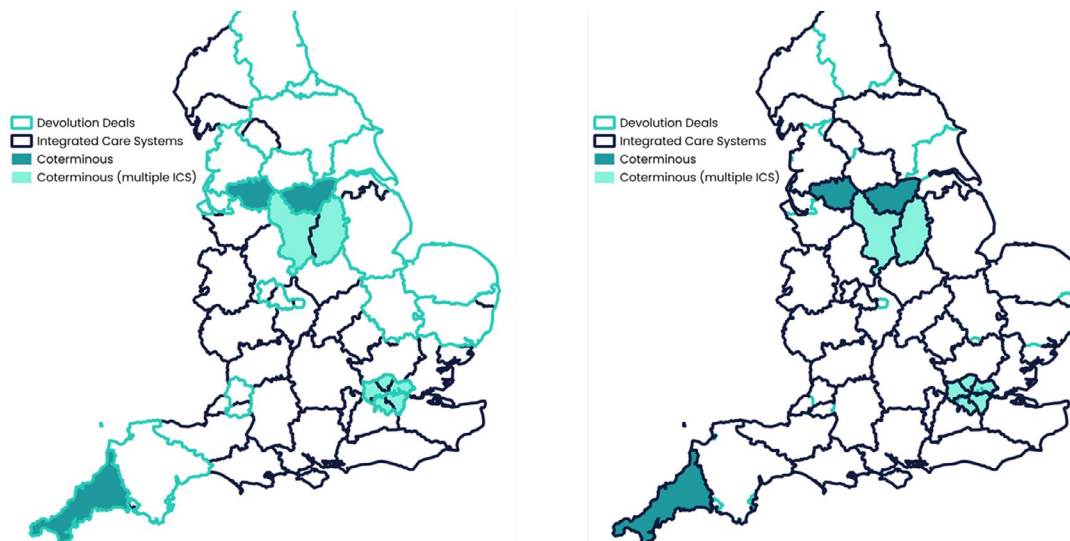 Devolution Deals
Integrated Care Systems
Coterminous
Coterminous (multiple ICS)
Devolution Deals
Integrated Care Systems
Coterminous
Coterminous (multiple ICS)